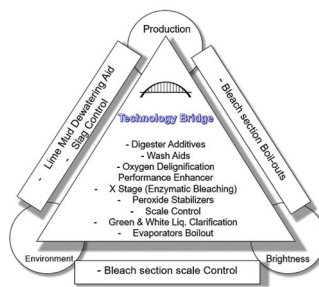 Production
- Lime Mud Dewatering Aid
- Slag Control
- Bleach section Boil-outs
Technology Bridge
- Digester Additives
- Wash Aids
- Oxygen Delignification
Performance Enhancer
- X Stage (Enzymatic Bleaching)
- Peroxide Stabilizers
- Scale Control
- Green & White Liq. Clarification
- Evaporators Boilout
Environment
Brightness
- Bleach section scale Control